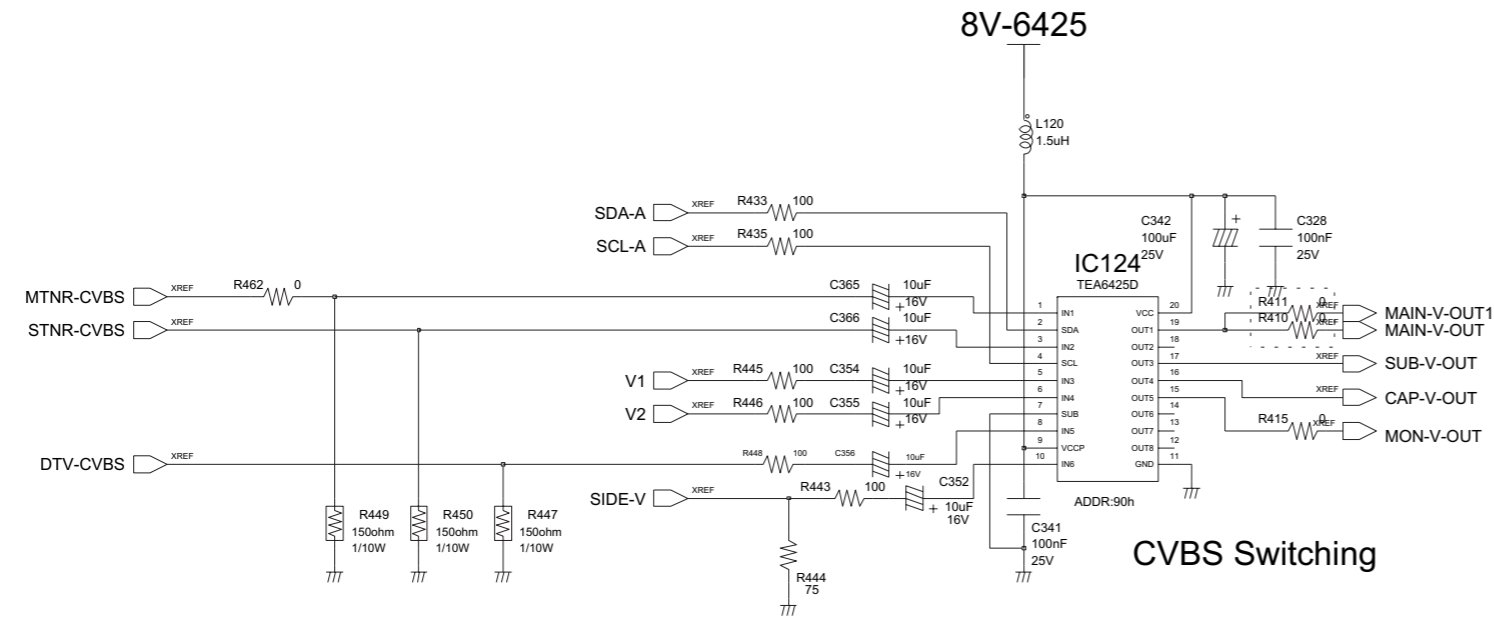 8V-6425
L120
1.5uH
SDA-A
XREF
R433
100
SCL-A
XREF
R435
100
C342
100uF
25V
+
C328
100nF
25V
IC124
TEA6425D
MTNR-CVBS
XREF
R462
0
C365
10uF
+
16V
STNR-CVBS
XREF
C366
10uF
+
16V
V1
XREF
R445
100
C354
10uF
+
16V
V2
XREF
R446
100
C355
10uF
+
16V
DTV-CVBS
XREF
R448
100
C356
10uF
+
16V
SIDE-V
XREF
R443
100
C352
+
10uF
16V
1
IN1
2
SDA
3
IN2
4
SCL
5
IN3
6
IN4
7
SUB
8
IN5
9
VCCP
10
IN6
20
VCC
19
OUT1
18
OUT2
17
OUT3
16
OUT4
15
OUT5
14
OUT6
13
OUT7
12
OUT8
11
GND
R411
0
XREF
MAIN-V-OUT1
R410
0
XREF
MAIN-V-OUT
XREF
SUB-V-OUT
XREF
CAP-V-OUT
R415
0
XREF
MON-V-OUT
ADDR:90h
R449
150ohm
1/10W
R450
150ohm
1/10W
R447
150ohm
1/10W
R444
75
C341
100nF
25V
CVBS Switching